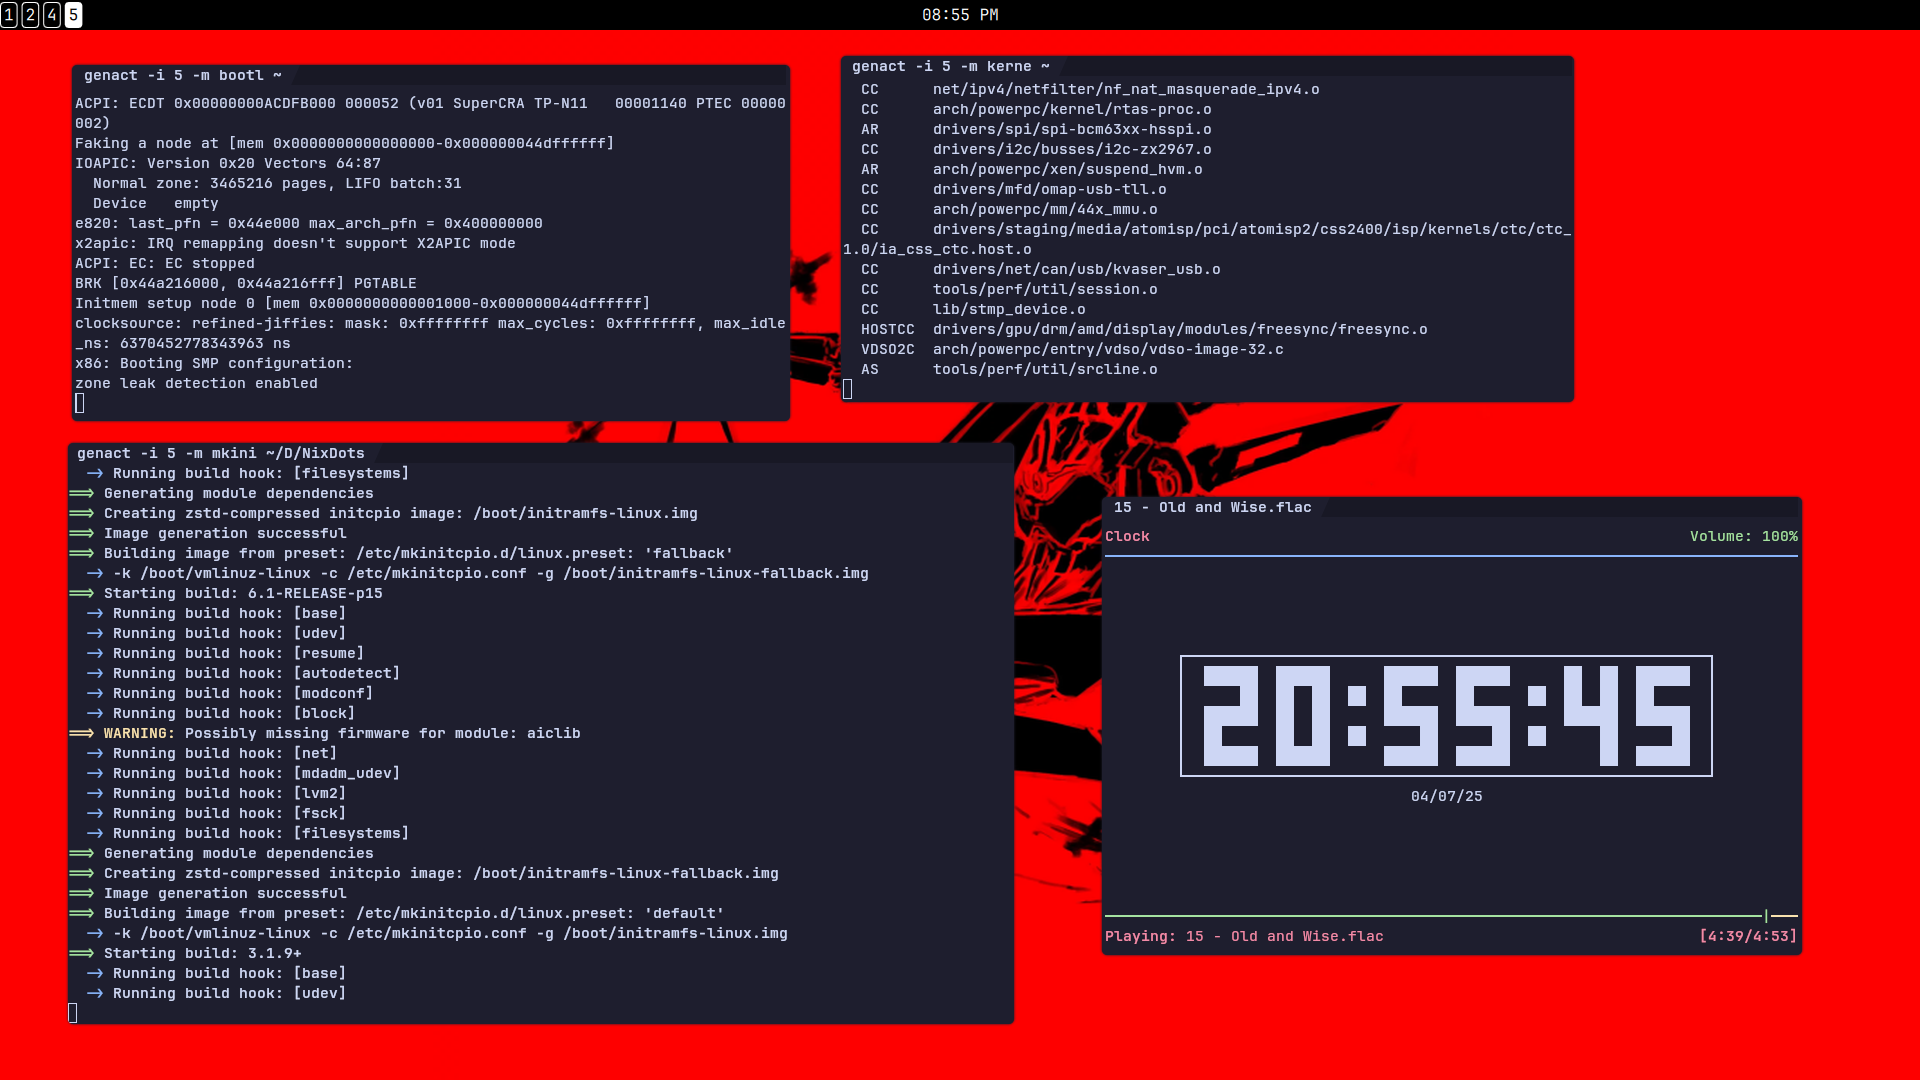 1 2 4 5
08:55 PM
genact -i 5 -m bootl ~
ACPI: ECDT 0x00000000ACDFB000 000052 (v01 SuperCRA TP-N11   00001140 PTEC 00000
002)
Faking a node at [mem 0x0000000000000000-0x000000044dffffff]
IOAPIC: Version 0x20 Vectors 64:87
  Normal zone: 3465216 pages, LIFO batch:31
  Device   empty
e820: last_pfn = 0x44e000 max_arch_pfn = 0x400000000
x2apic: IRQ remapping doesn't support X2APIC mode
ACPI: EC: EC stopped
BRK [0x44a216000, 0x44a216fff] PGTABLE
Initmem setup node 0 [mem 0x0000000000001000-0x000000044dffffff]
clocksource: refined-jiffies: mask: 0xffffffff max_cycles: 0xffffffff, max_idle
_ns: 6370452778343963 ns
x86: Booting SMP configuration:
zone leak detection enabled
genact -i 5 -m kerne ~
  CC      net/ipv4/netfilter/nf_nat_masquerade_ipv4.o
  CC      arch/powerpc/kernel/rtas-proc.o
  AR      drivers/spi/spi-bcm63xx-hsspi.o
  CC      drivers/i2c/busses/i2c-zx2967.o
  AR      arch/powerpc/xen/suspend_hvm.o
  CC      drivers/mfd/omap-usb-tll.o
  CC      arch/powerpc/mm/44x_mmu.o
  CC      drivers/staging/media/atomisp/pci/atomisp2/css2400/isp/kernels/ctc/ctc_
1.0/ia_css_ctc.host.o
  CC      drivers/net/can/usb/kvaser_usb.o
  CC      tools/perf/util/session.o
  CC      lib/stmp_device.o
  HOSTCC  drivers/gpu/drm/amd/display/modules/freesync/freesync.o
  VDSO2C  arch/powerpc/entry/vdso/vdso-image-32.c
  AS      tools/perf/util/srcline.o
genact -i 5 -m mkini ~/D/NixDots
  -> Running build hook: [filesystems]
==> Generating module dependencies
==> Creating zstd-compressed initcpio image: /boot/initramfs-linux.img
==> Image generation successful
==> Building image from preset: /etc/mkinitcpio.d/linux.preset: 'fallback'
  -> -k /boot/vmlinuz-linux -c /etc/mkinitcpio.conf -g /boot/initramfs-linux-fallback.img
==> Starting build: 6.1-RELEASE-p15
  -> Running build hook: [base]
  -> Running build hook: [udev]
  -> Running build hook: [resume]
  -> Running build hook: [autodetect]
  -> Running build hook: [modconf]
  -> Running build hook: [block]
==> WARNING: Possibly missing firmware for module: aiclib
  -> Running build hook: [net]
  -> Running build hook: [mdadm_udev]
  -> Running build hook: [lvm2]
  -> Running build hook: [fsck]
  -> Running build hook: [filesystems]
==> Generating module dependencies
==> Creating zstd-compressed initcpio image: /boot/initramfs-linux-fallback.img
==> Image generation successful
==> Building image from preset: /etc/mkinitcpio.d/linux.preset: 'default'
  -> -k /boot/vmlinuz-linux -c /etc/mkinitcpio.conf -g /boot/initramfs-linux.img
==> Starting build: 3.1.9+
  -> Running build hook: [base]
  -> Running build hook: [udev]
15 - Old and Wise.flac
Clock Volume: 100%
20:55:45
04/07/25
Playing: 15 - Old and Wise.flac [4:39/4:53]